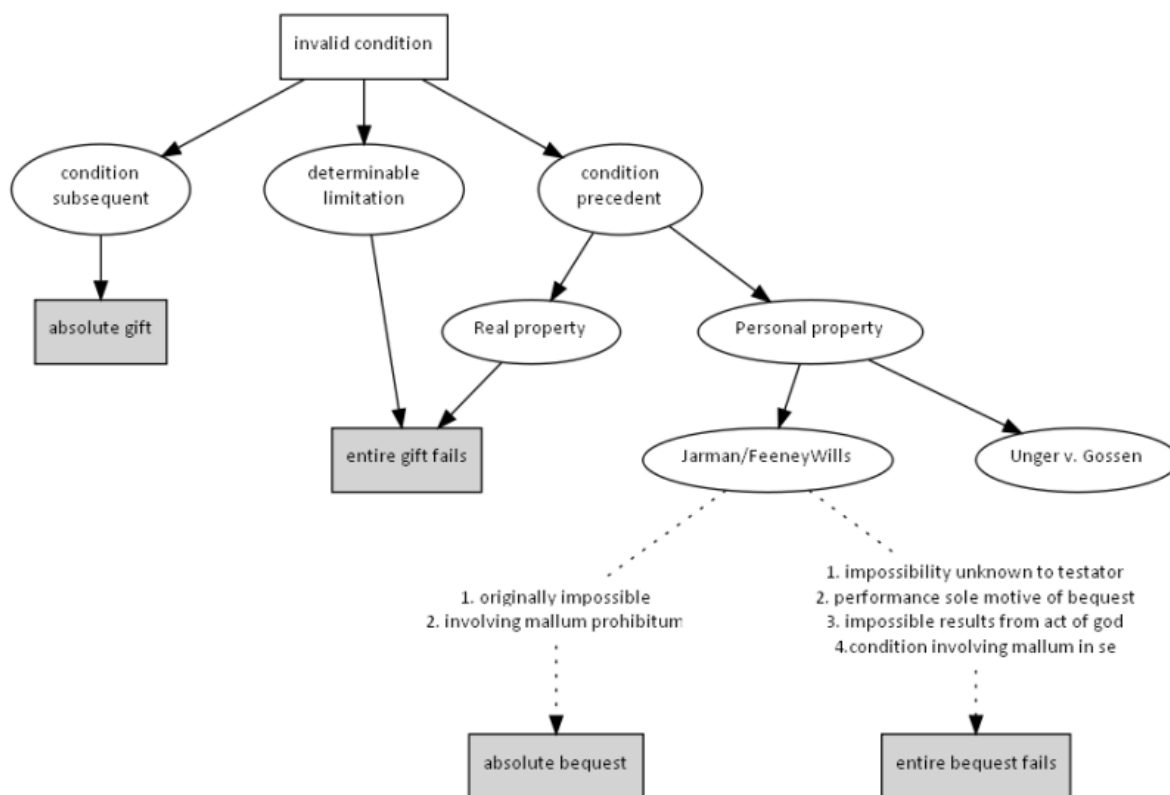 invalid condition
condition
subsequent
determinable
limitation
condition
precedent
absolute gift
Real property
Personal property
entire gift fails
Jarman/FeeneyWills
Unger v. Gossen
1. originally impossible
2. involving mallum prohibitum
1. impossibility unknown to testator
2. performance sole motive of bequest
3. impossible results from act of god
4.condition involving mallum in se
absolute bequest
entire bequest fails